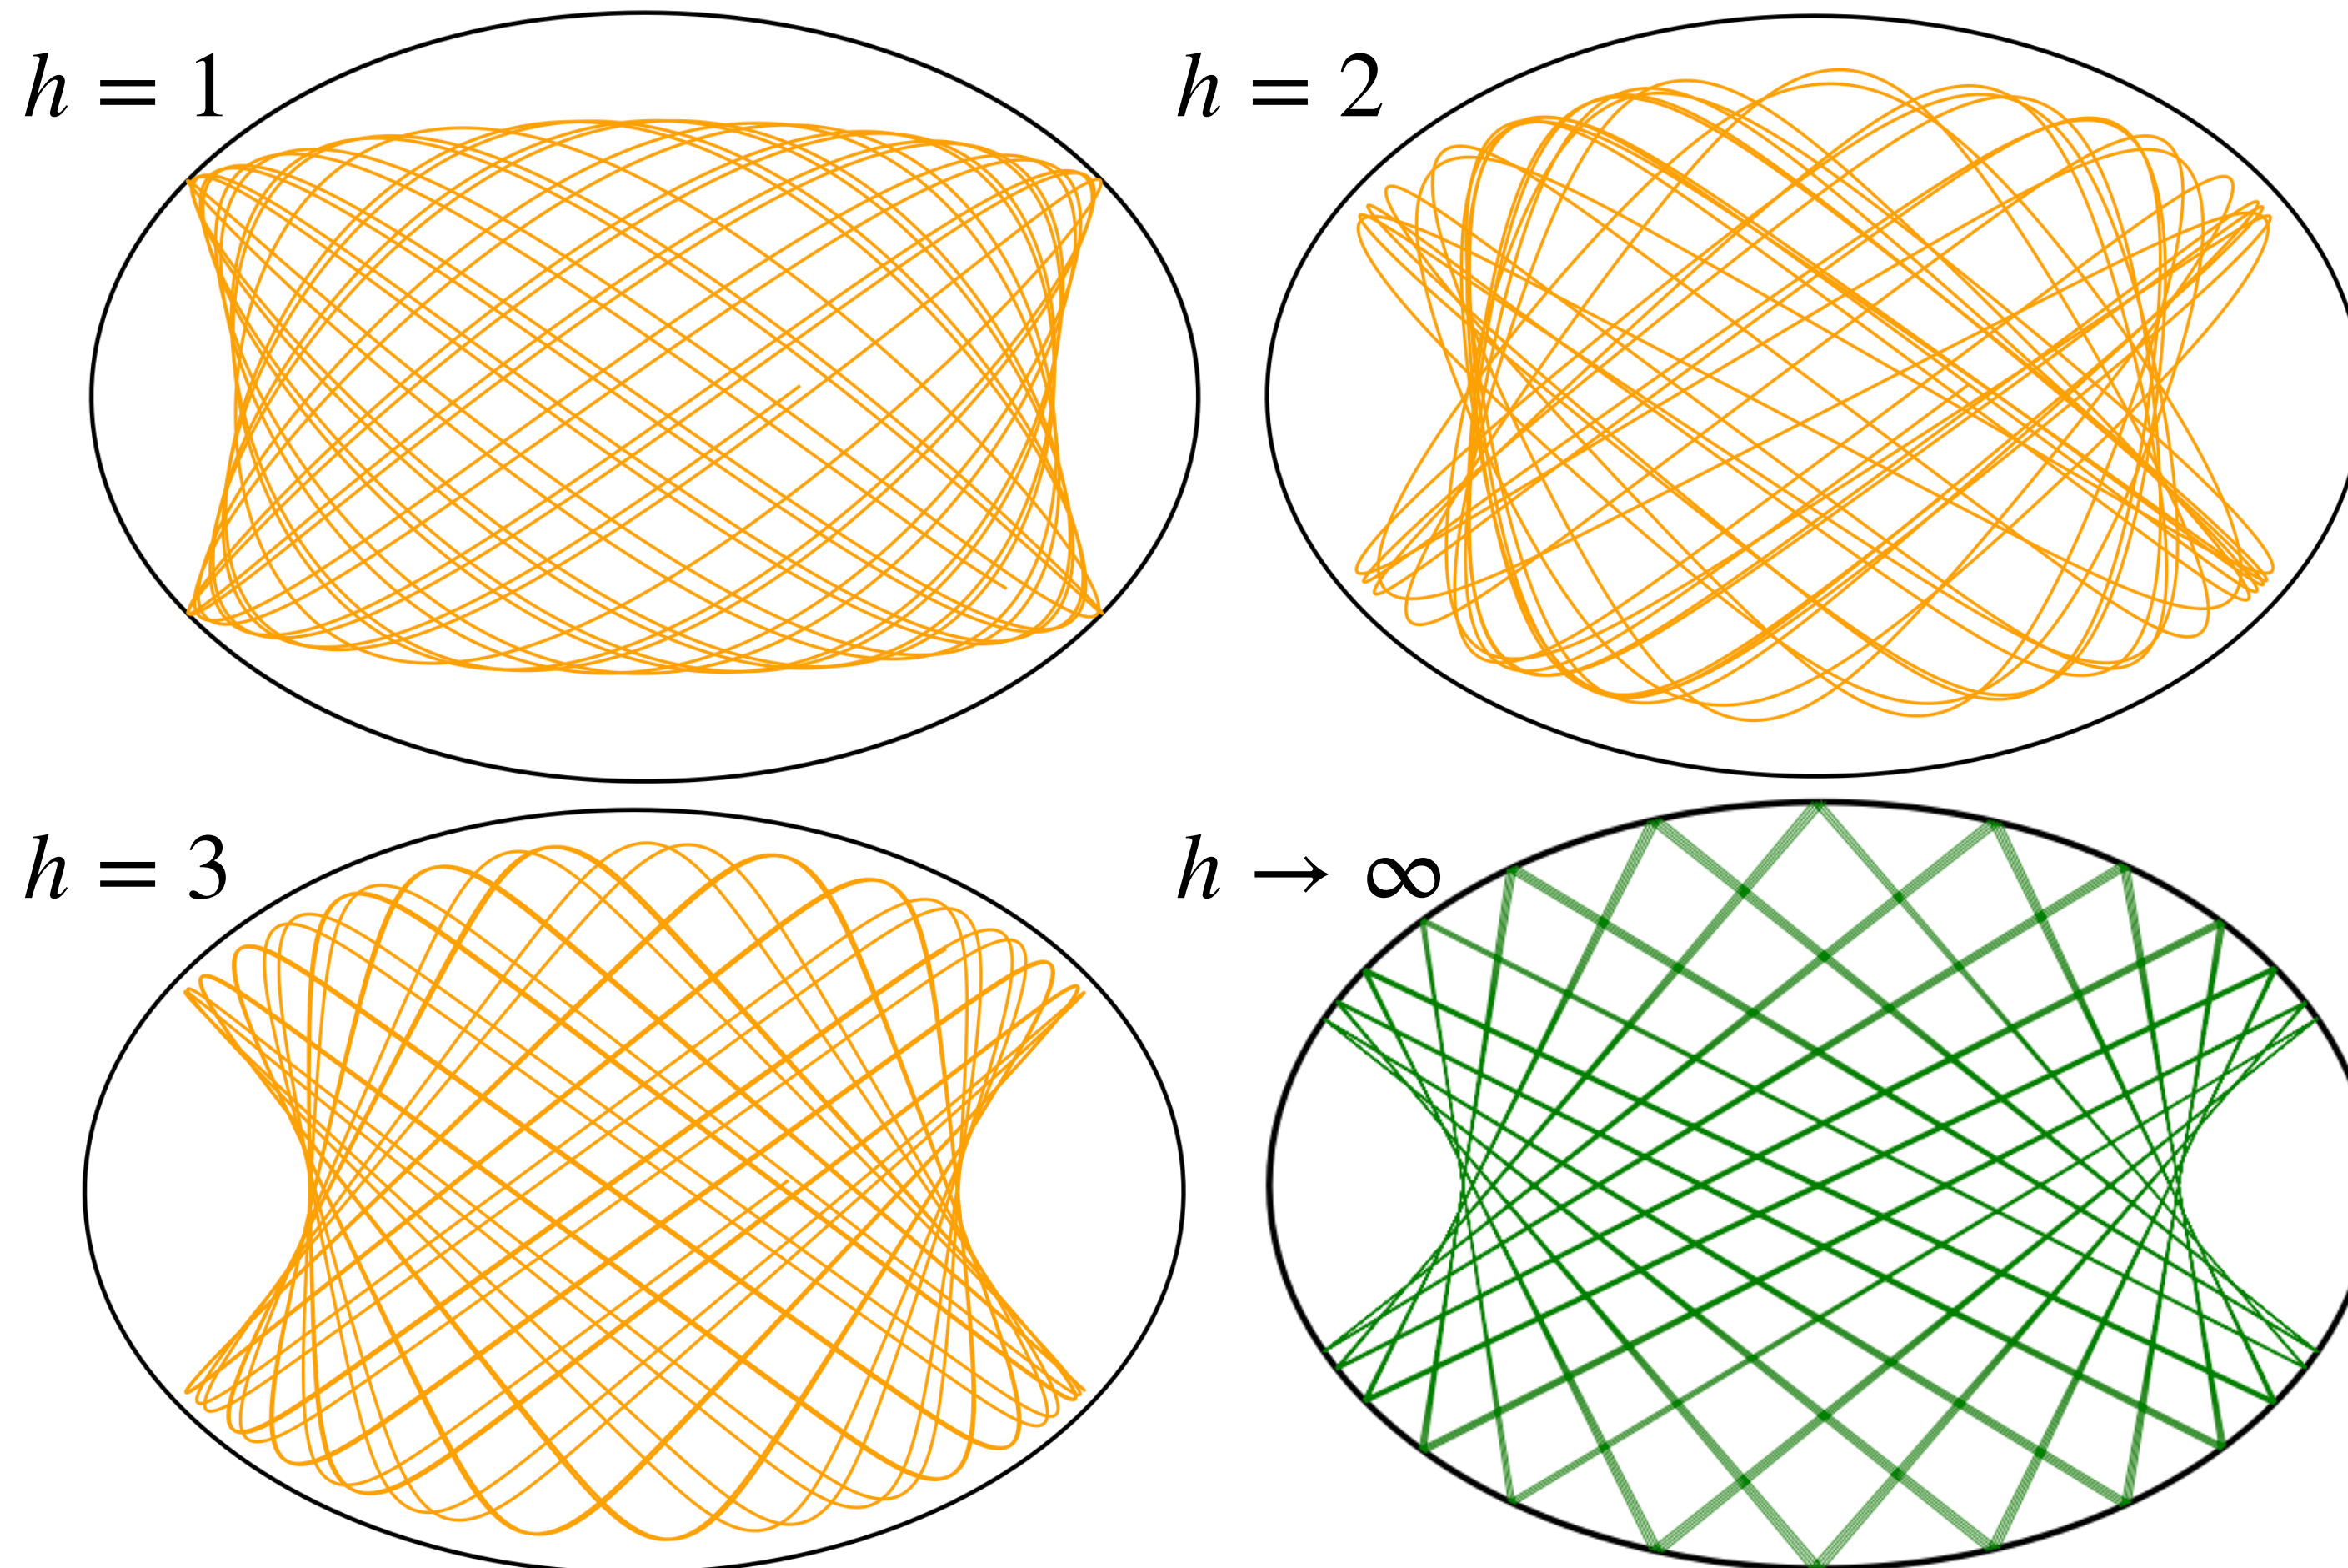 h = 1
h = 2
h = 3
h → ∞